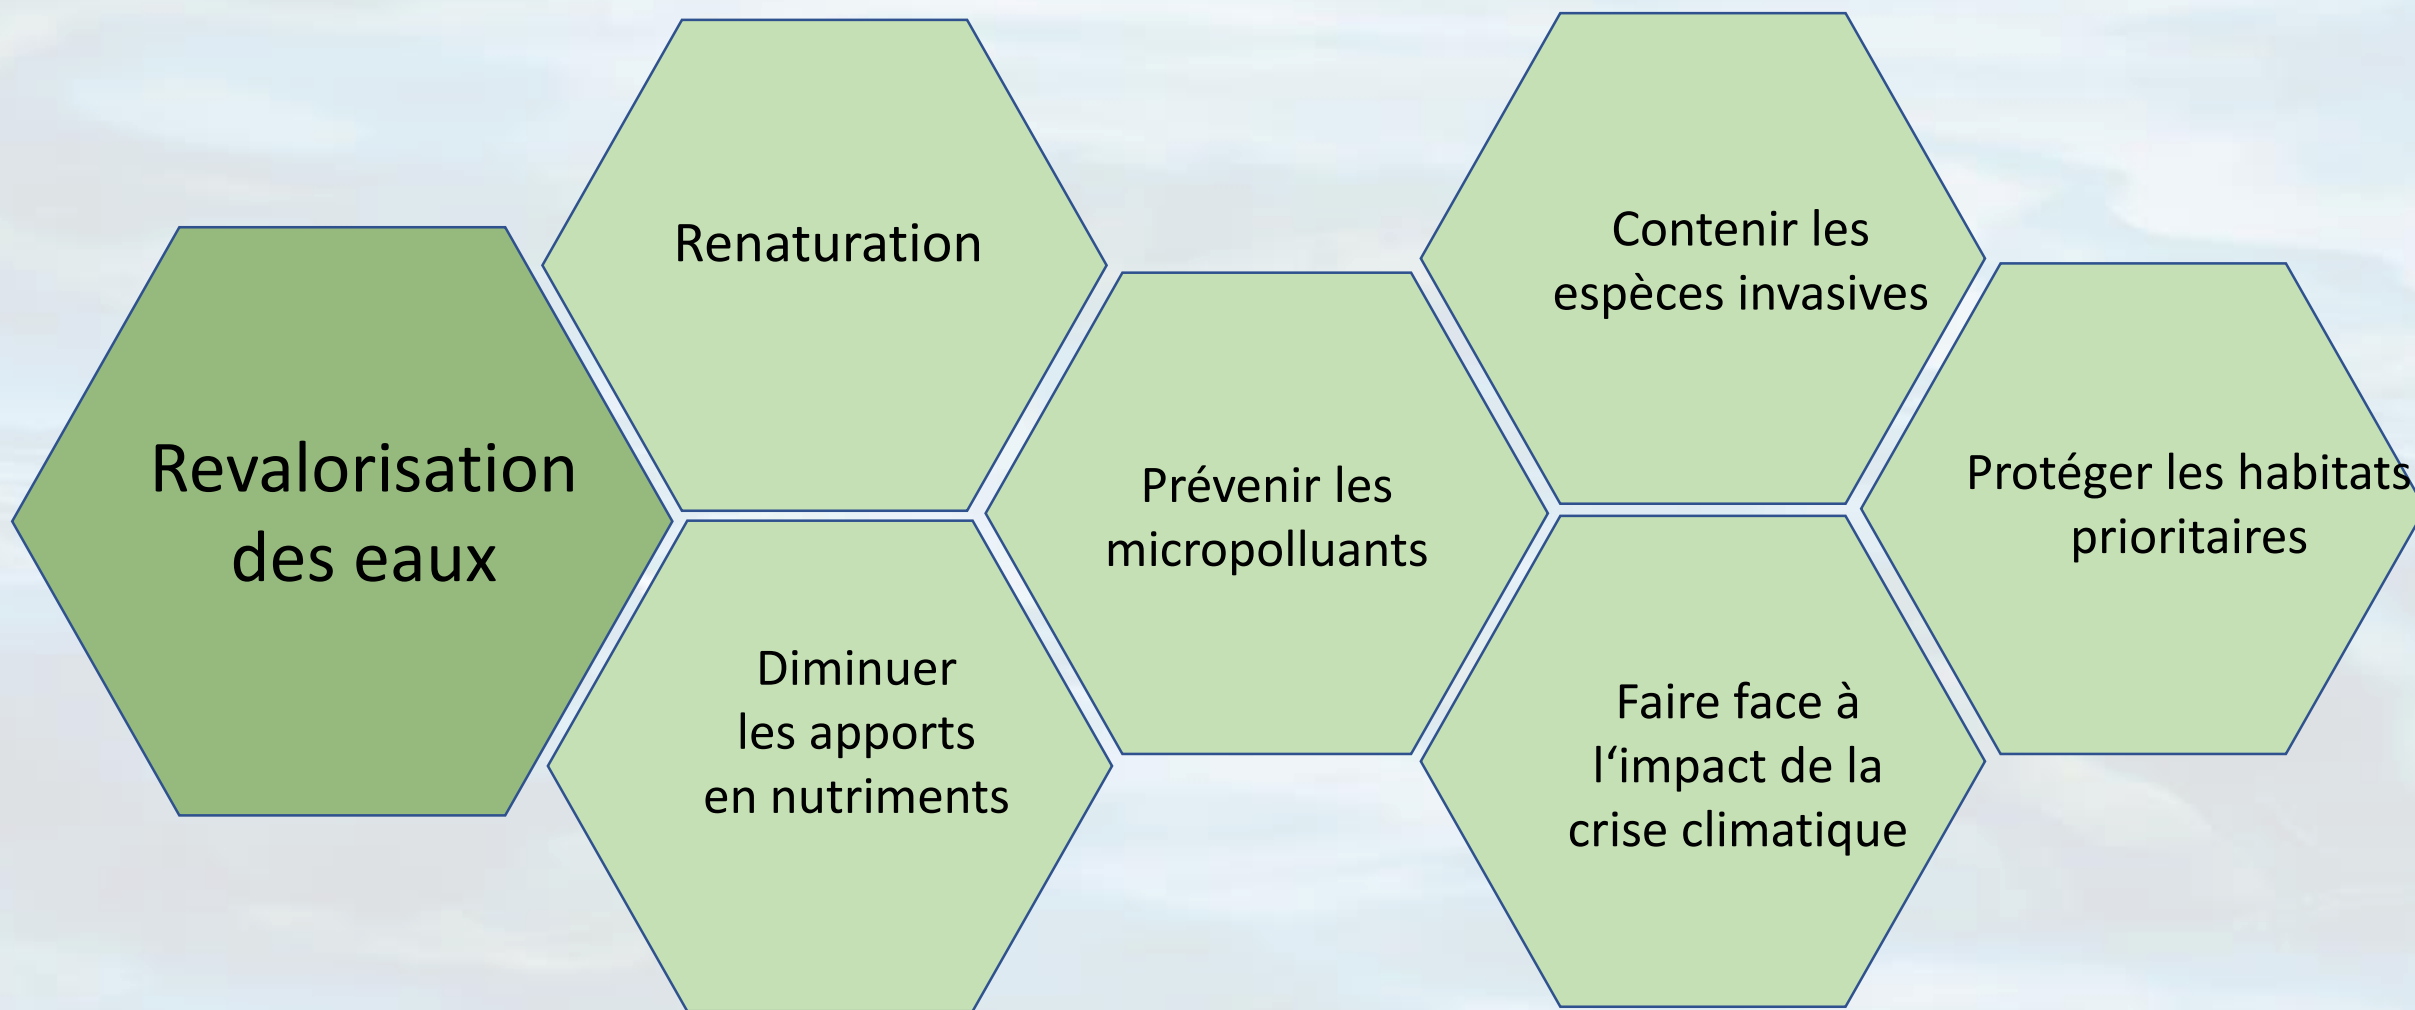 Revalorisation
des eaux
Renaturation
Diminuer
les apports
en nutriments
Prévenir les
micropolluants
Contenir les
espèces invasives
Faire face à
l‘impact de la
crise climatique
Protéger les habitats
prioritaires